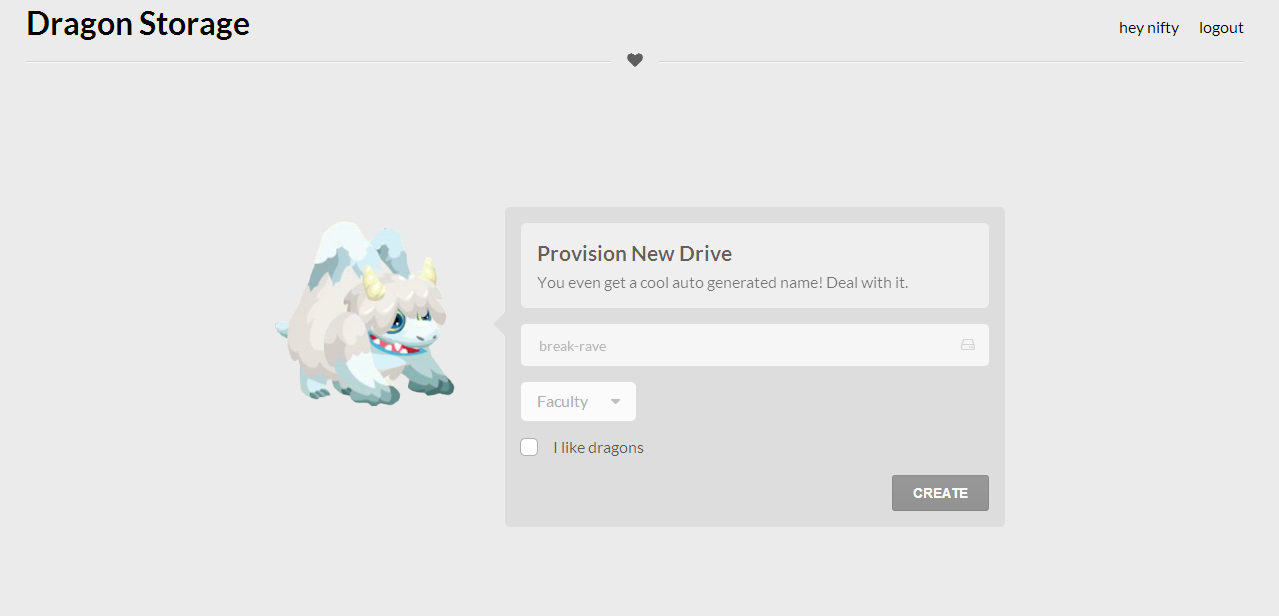 Dragon Storage
hey nifty
logout
Provision New Drive
You even get a cool auto generated name! Deal with it.
break-rave
Faculty
I like dragons
CREATE